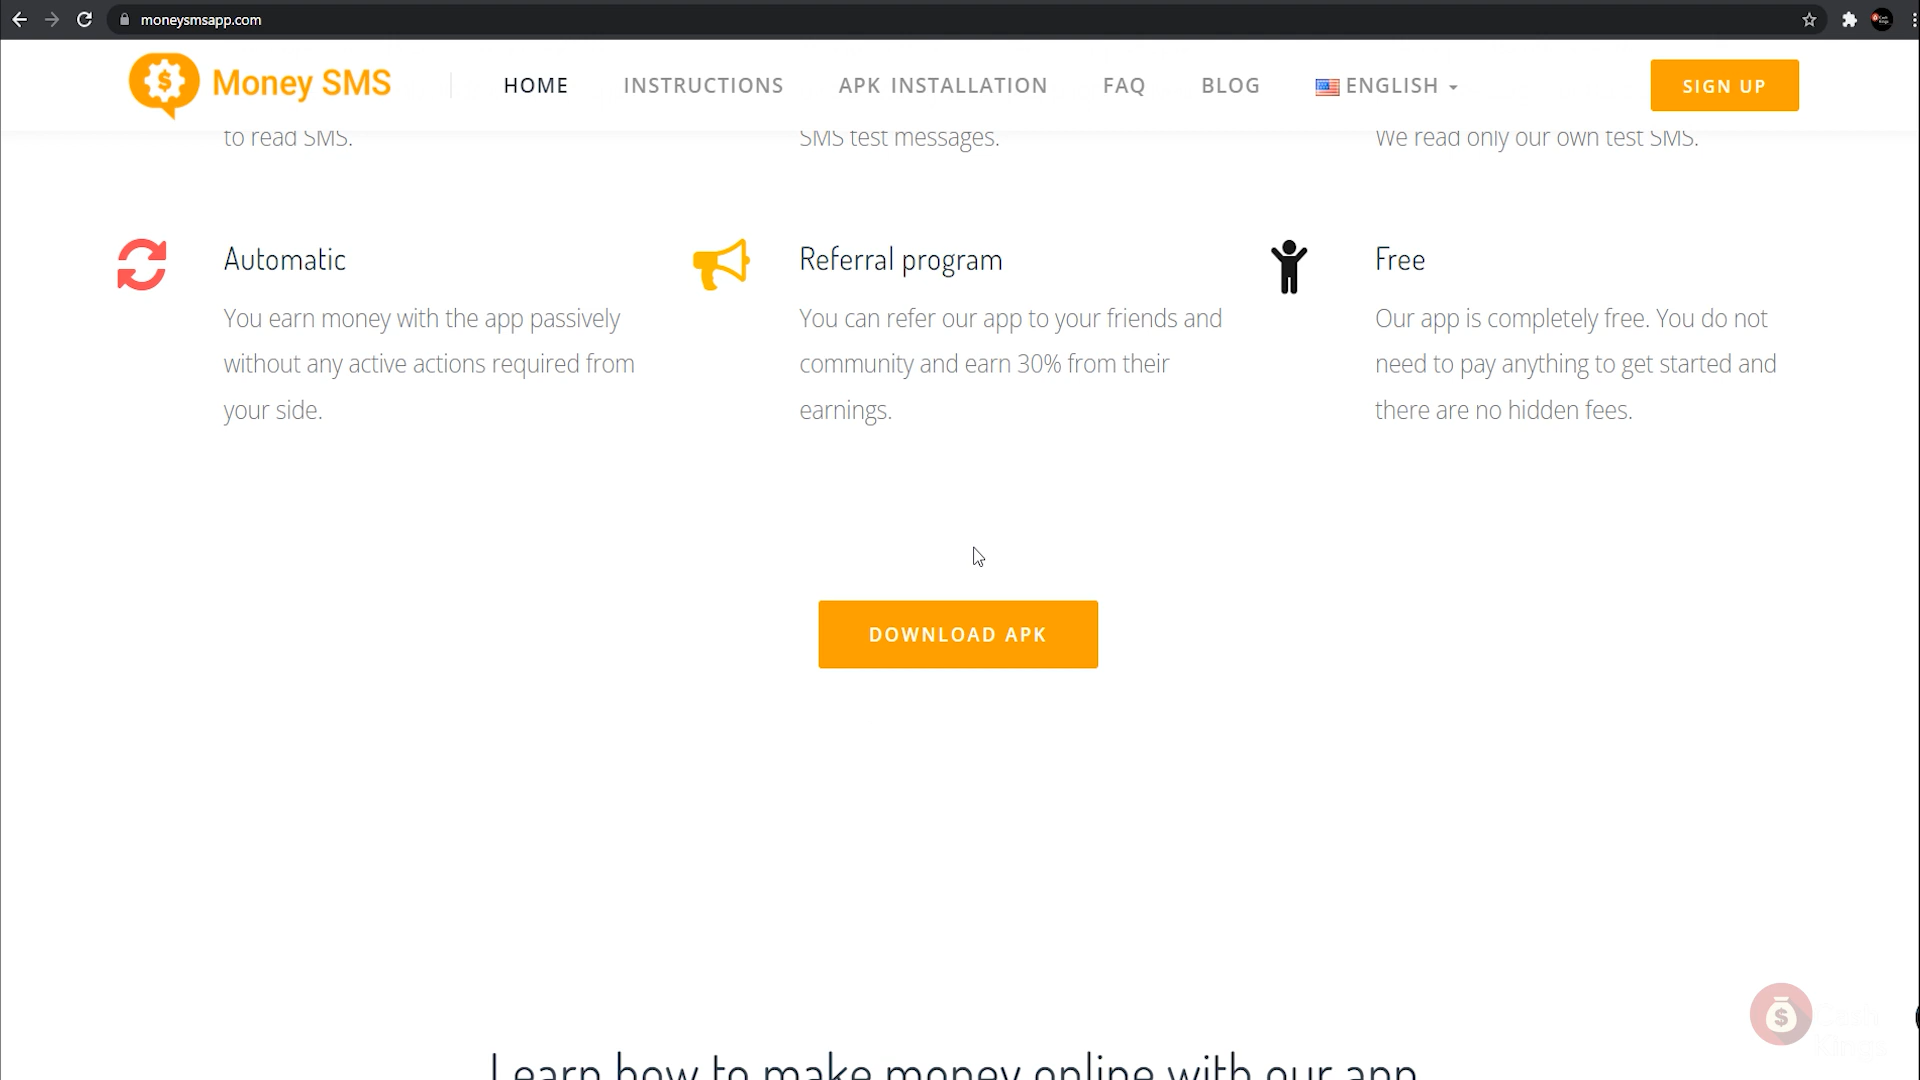 moneysmsapp.com
Money SMS
HOME
INSTRUCTIONS
APK INSTALLATION
FAQ
BLOG
ENGLISH
SIGN UP
to read SMS.
SMS test messages.
We read only our own test SMS.
Automatic
You earn money with the app passively
without any active actions required from
your side.
Referral program
You can refer our app to your friends and
community and earn 30% from their
earnings.
Free
Our app is completely free. You do not
need to pay anything to get started and
there are no hidden fees.
DOWNLOAD APK
Learn how to make money online with our app